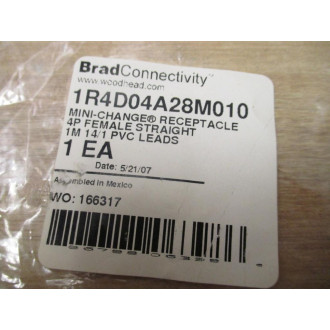 BradConnectivity™
www.woodhead.com
1R4D04A28M010
MINI-CHANGE® RECEPTACLE
4P FEMALE STRAIGHT
1M 14/1 PVC LEADS
1 EA
Date: 5/21/07
Assembled in Mexico
WO: 166317